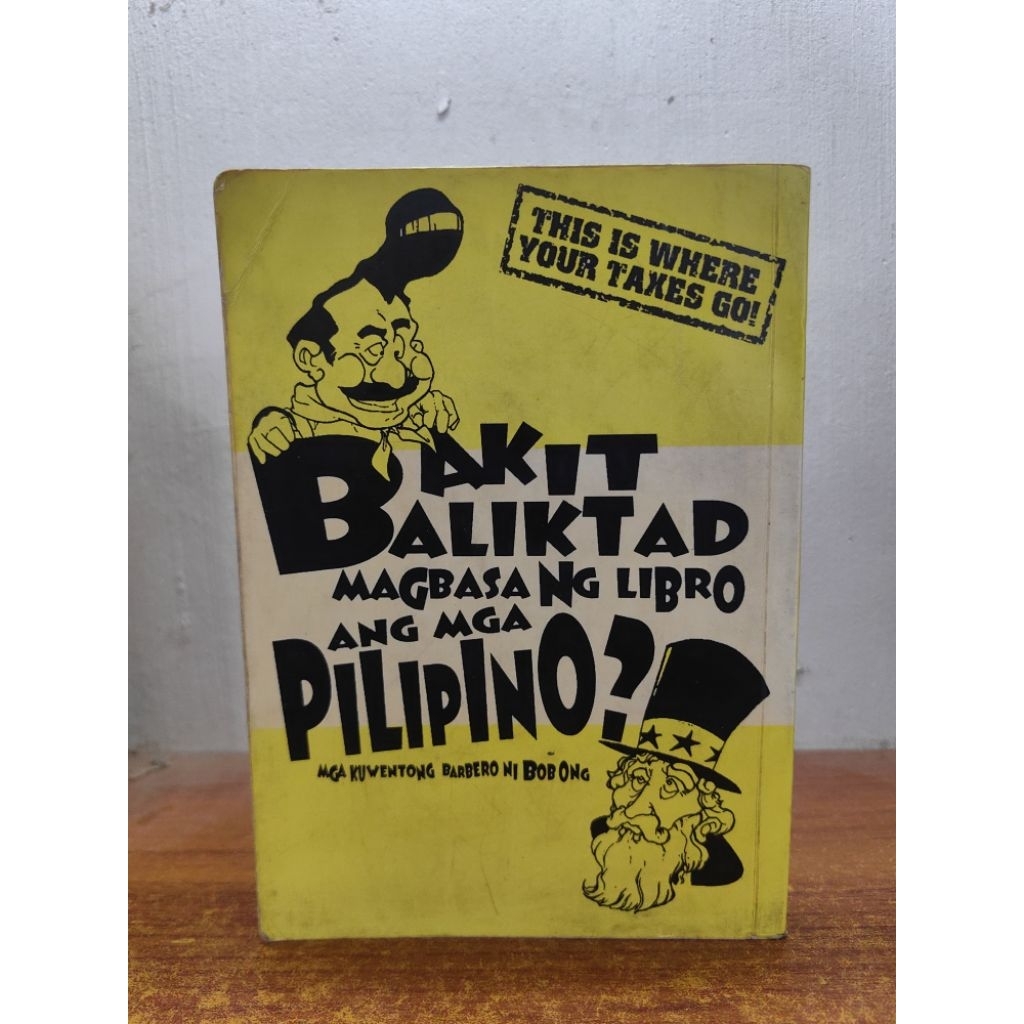 THIS IS WHERE
YOUR TAXES GO!
BAKIT
BALIKTAD
MAGBASA NG LIBRO
ANG MGA
PILIPINO?
MGA KUWENTONG BARBERO NI BOB ONG